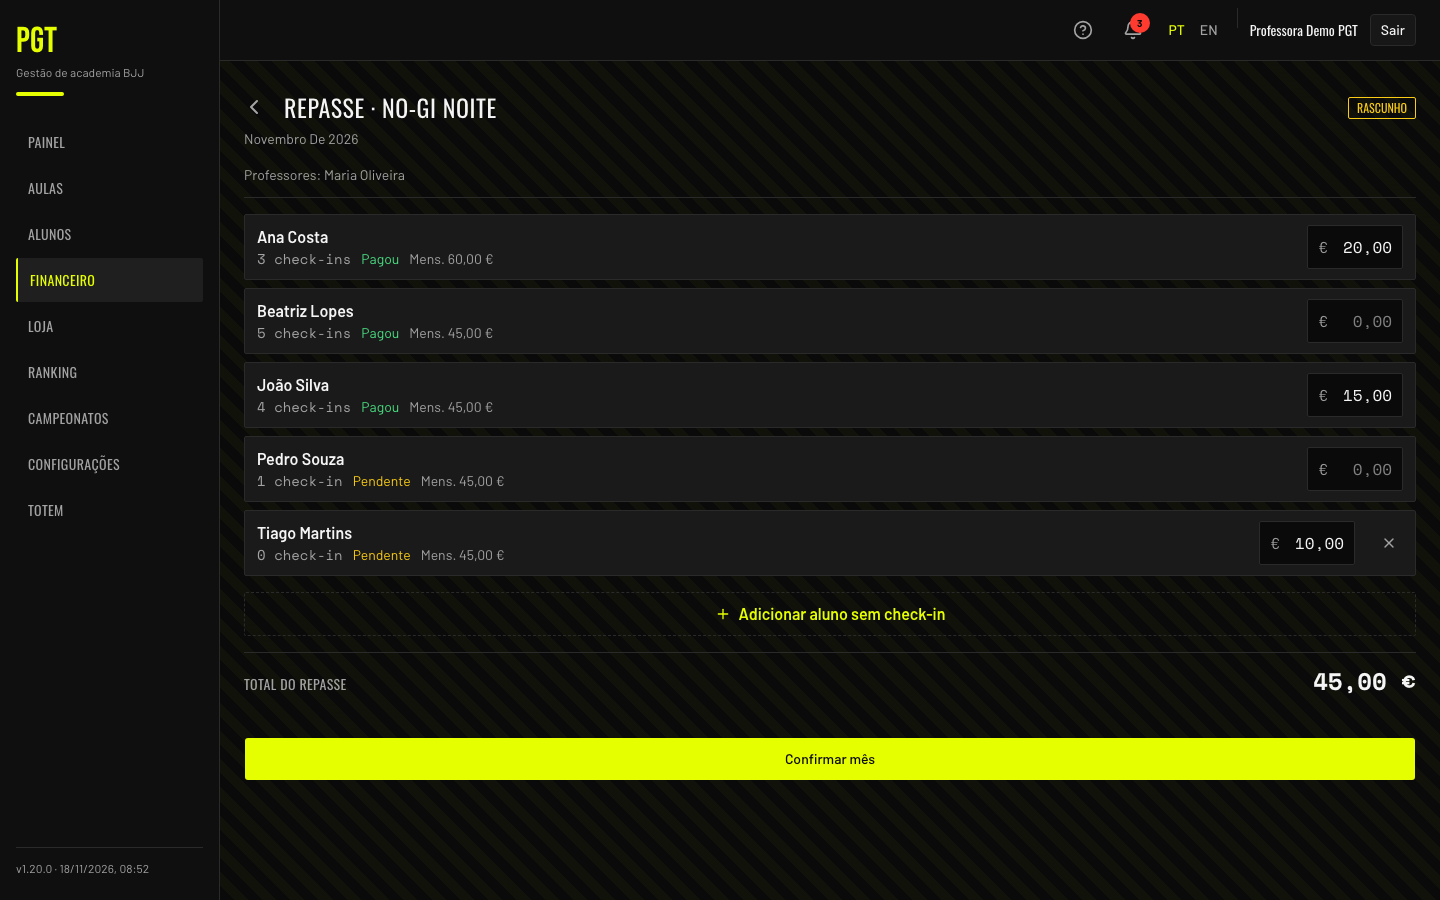 PGT
Gestão de academia BJJ
PAINEL
AULAS
ALUNOS
FINANCEIRO
LOJA
RANKING
CAMPEONATOS
CONFIGURAÇÕES
TOTEM
v1.20.0 · 18/11/2026, 08:52
3
PT EN
Professora Demo PGT
Sair
REPASSE · NO-GI NOITE
RASCUNHO
Novembro De 2026
Professores: Maria Oliveira
Ana Costa
3 check-ins Pagou Mens. 60,00 €
€ 20,00
Beatriz Lopes
5 check-ins Pagou Mens. 45,00 €
€ 0,00
João Silva
4 check-ins Pagou Mens. 45,00 €
€ 15,00
Pedro Souza
1 check-in Pendente Mens. 45,00 €
€ 0,00
Tiago Martins
0 check-in Pendente Mens. 45,00 €
€ 10,00
+ Adicionar aluno sem check-in
TOTAL DO REPASSE
45,00 €
Confirmar mês